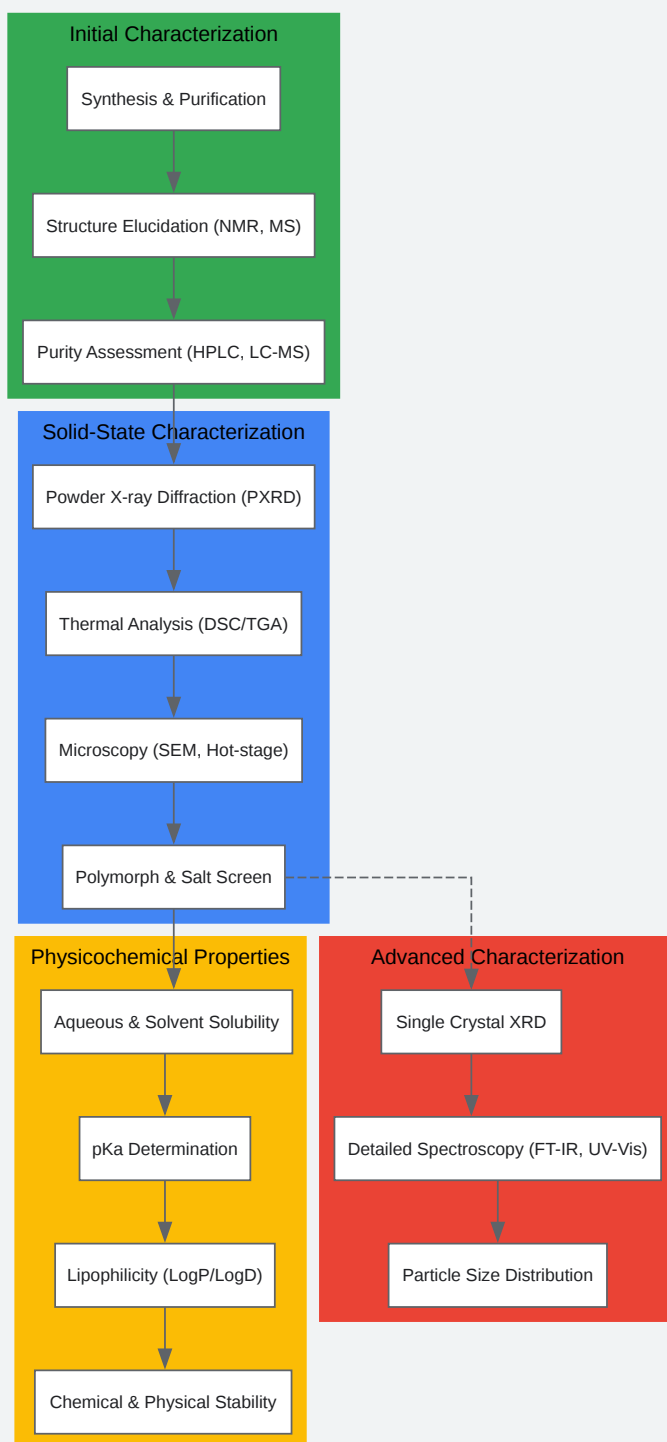 Initial Characterization
Synthesis & Purification
Structure Elucidation (NMR, MS)
Purity Assessment (HPLC, LC-MS)
Solid-State Characterization
Powder X-ray Diffraction (PXRD)
Thermal Analysis (DSC/TGA)
Microscopy (SEM, Hot-stage)
Polymorph & Salt Screen
Physicochemical Properties
Aqueous & Solvent Solubility
pKa Determination
Lipophilicity (LogP/LogD)
Chemical & Physical Stability
Advanced Characterization
Single Crystal XRD
Detailed Spectroscopy (FT-IR, UV-Vis)
Particle Size Distribution